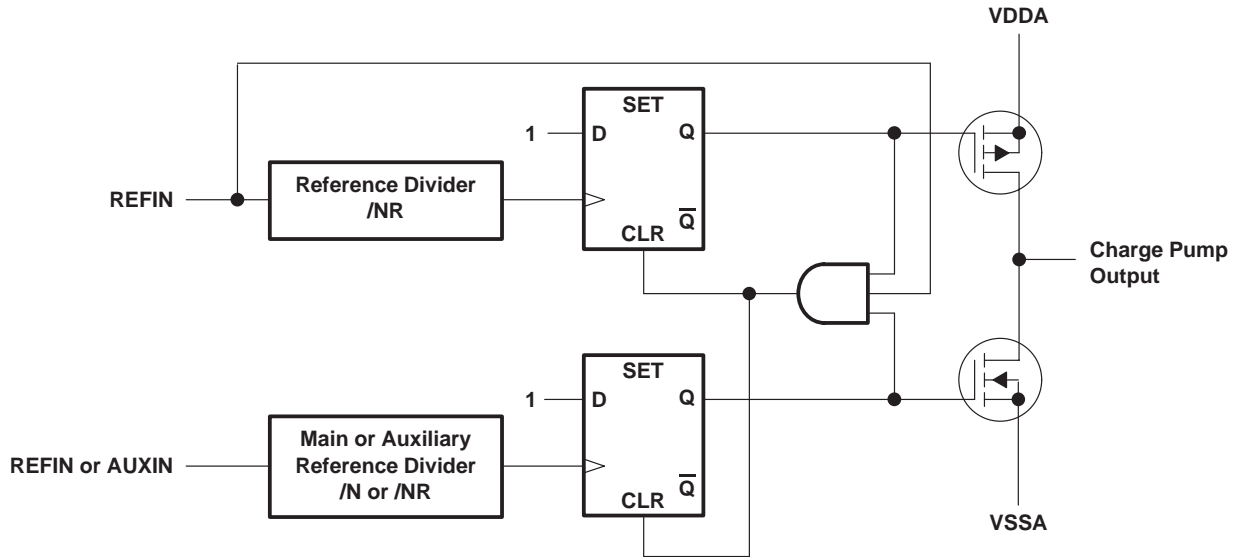 VDDA
SET
1
D
Q
REFIN
Reference Divider
/NR
Q
CLR
Charge Pump
Output
SET
1
D
Q
REFIN or AUXIN
Main or Auxiliary
Reference Divider
/N or /NR
Q
CLR
VSSA